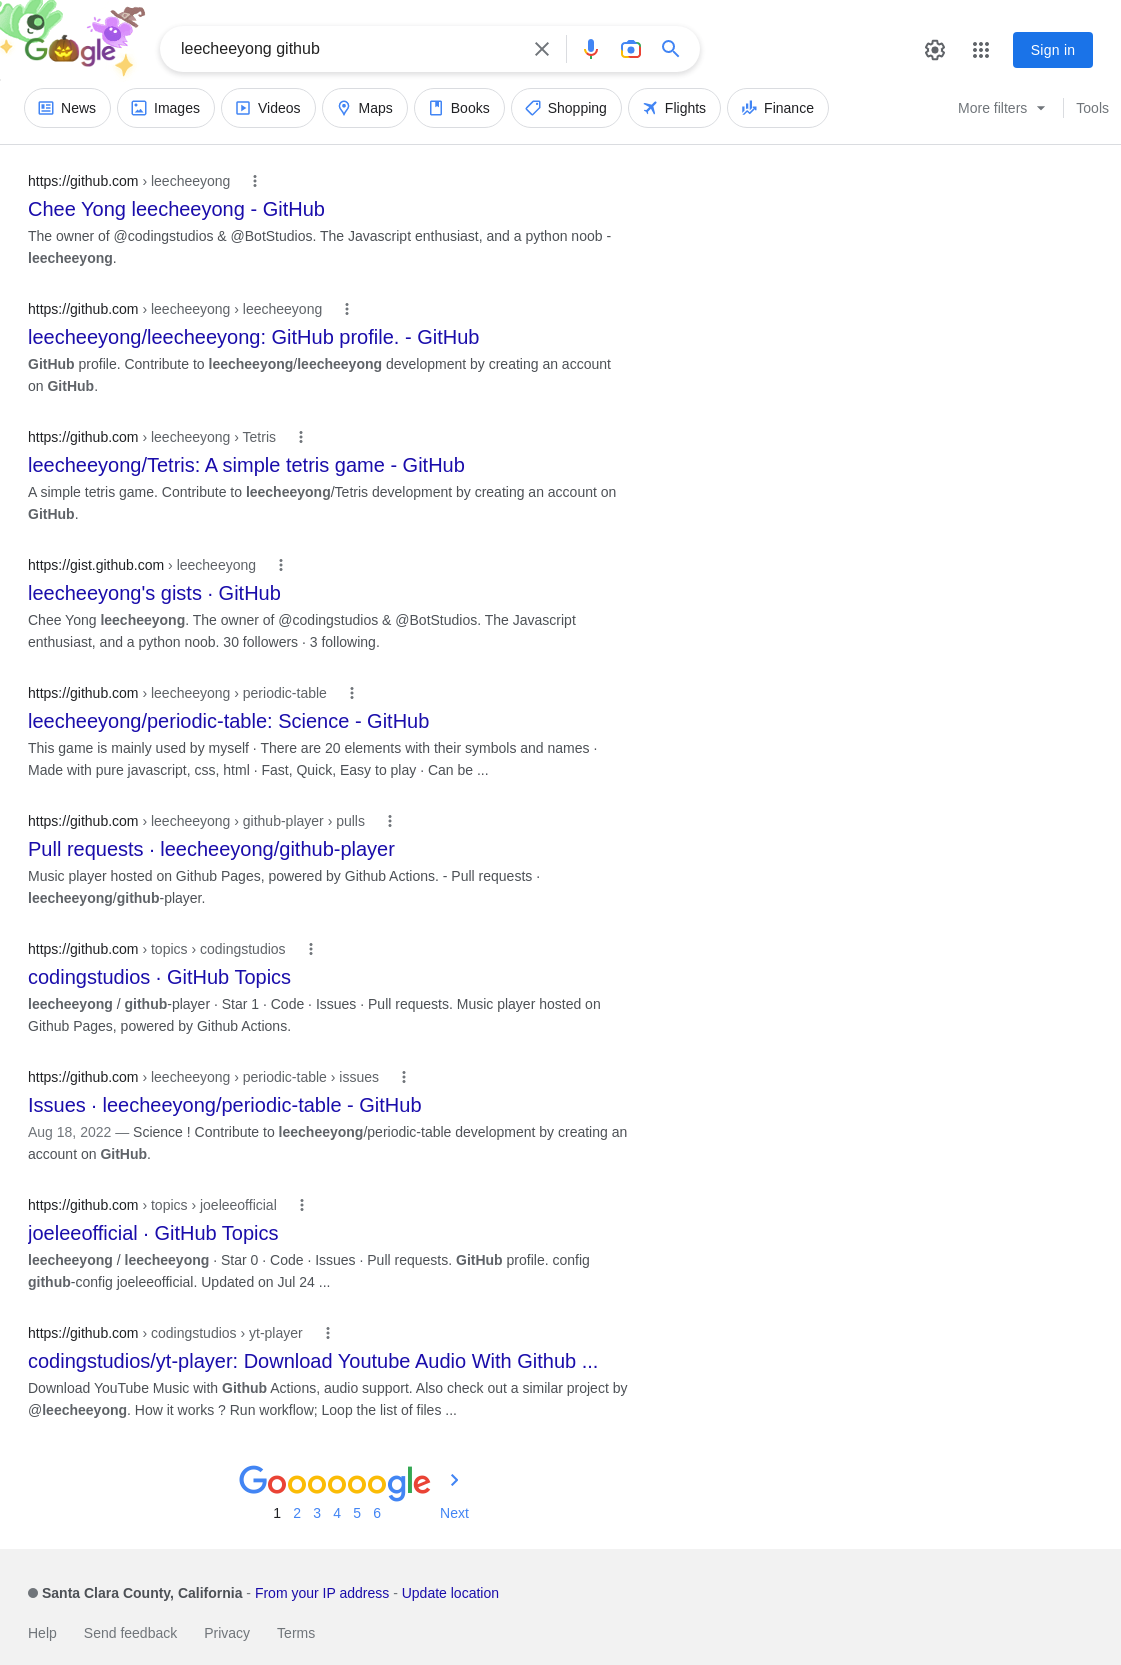 Google
leecheeyong github
Sign in
News Images Videos Maps Books Shopping Flights Finance More filters Tools
https://github.com › leecheeyong
Chee Yong leecheeyong - GitHub
The owner of @codingstudios & @BotStudios. The Javascript enthusiast, and a python noob -
leecheeyong.
https://github.com › leecheeyong › leecheeyong
leecheeyong/leecheeyong: GitHub profile. - GitHub
GitHub profile. Contribute to leecheeyong/leecheeyong development by creating an account
on GitHub.
https://github.com › leecheeyong › Tetris
leecheeyong/Tetris: A simple tetris game - GitHub
A simple tetris game. Contribute to leecheeyong/Tetris development by creating an account on
GitHub.
https://gist.github.com › leecheeyong
leecheeyong's gists · GitHub
Chee Yong leecheeyong. The owner of @codingstudios & @BotStudios. The Javascript
enthusiast, and a python noob. 30 followers · 3 following.
https://github.com › leecheeyong › periodic-table
leecheeyong/periodic-table: Science - GitHub
This game is mainly used by myself · There are 20 elements with their symbols and names ·
Made with pure javascript, css, html · Fast, Quick, Easy to play · Can be ...
https://github.com › leecheeyong › github-player › pulls
Pull requests · leecheeyong/github-player
Music player hosted on Github Pages, powered by Github Actions. - Pull requests ·
leecheeyong/github-player.
https://github.com › topics › codingstudios
codingstudios · GitHub Topics
leecheeyong / github-player · Star 1 · Code · Issues · Pull requests. Music player hosted on
Github Pages, powered by Github Actions.
https://github.com › leecheeyong › periodic-table › issues
Issues · leecheeyong/periodic-table - GitHub
Aug 18, 2022 — Science ! Contribute to leecheeyong/periodic-table development by creating an
account on GitHub.
https://github.com › topics › joeleeofficial
joeleeofficial · GitHub Topics
leecheeyong / leecheeyong · Star 0 · Code · Issues · Pull requests. GitHub profile. config
github-config joeleeofficial. Updated on Jul 24 ...
https://github.com › codingstudios › yt-player
codingstudios/yt-player: Download Youtube Audio With Github ...
Download YouTube Music with Github Actions, audio support. Also check out a similar project by
@leecheeyong. How it works ? Run workflow; Loop the list of files ...
Goooooogle
1 2 3 4 5 6 Next
Santa Clara County, California - From your IP address - Update location
Help Send feedback Privacy Terms